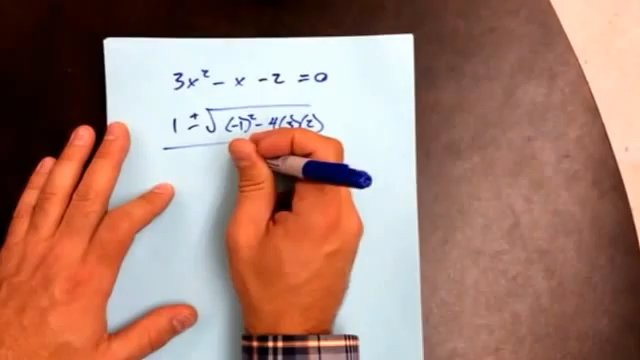 3x² - x - 2 = 0
1 ± √(-1)² - 4(3)(2)